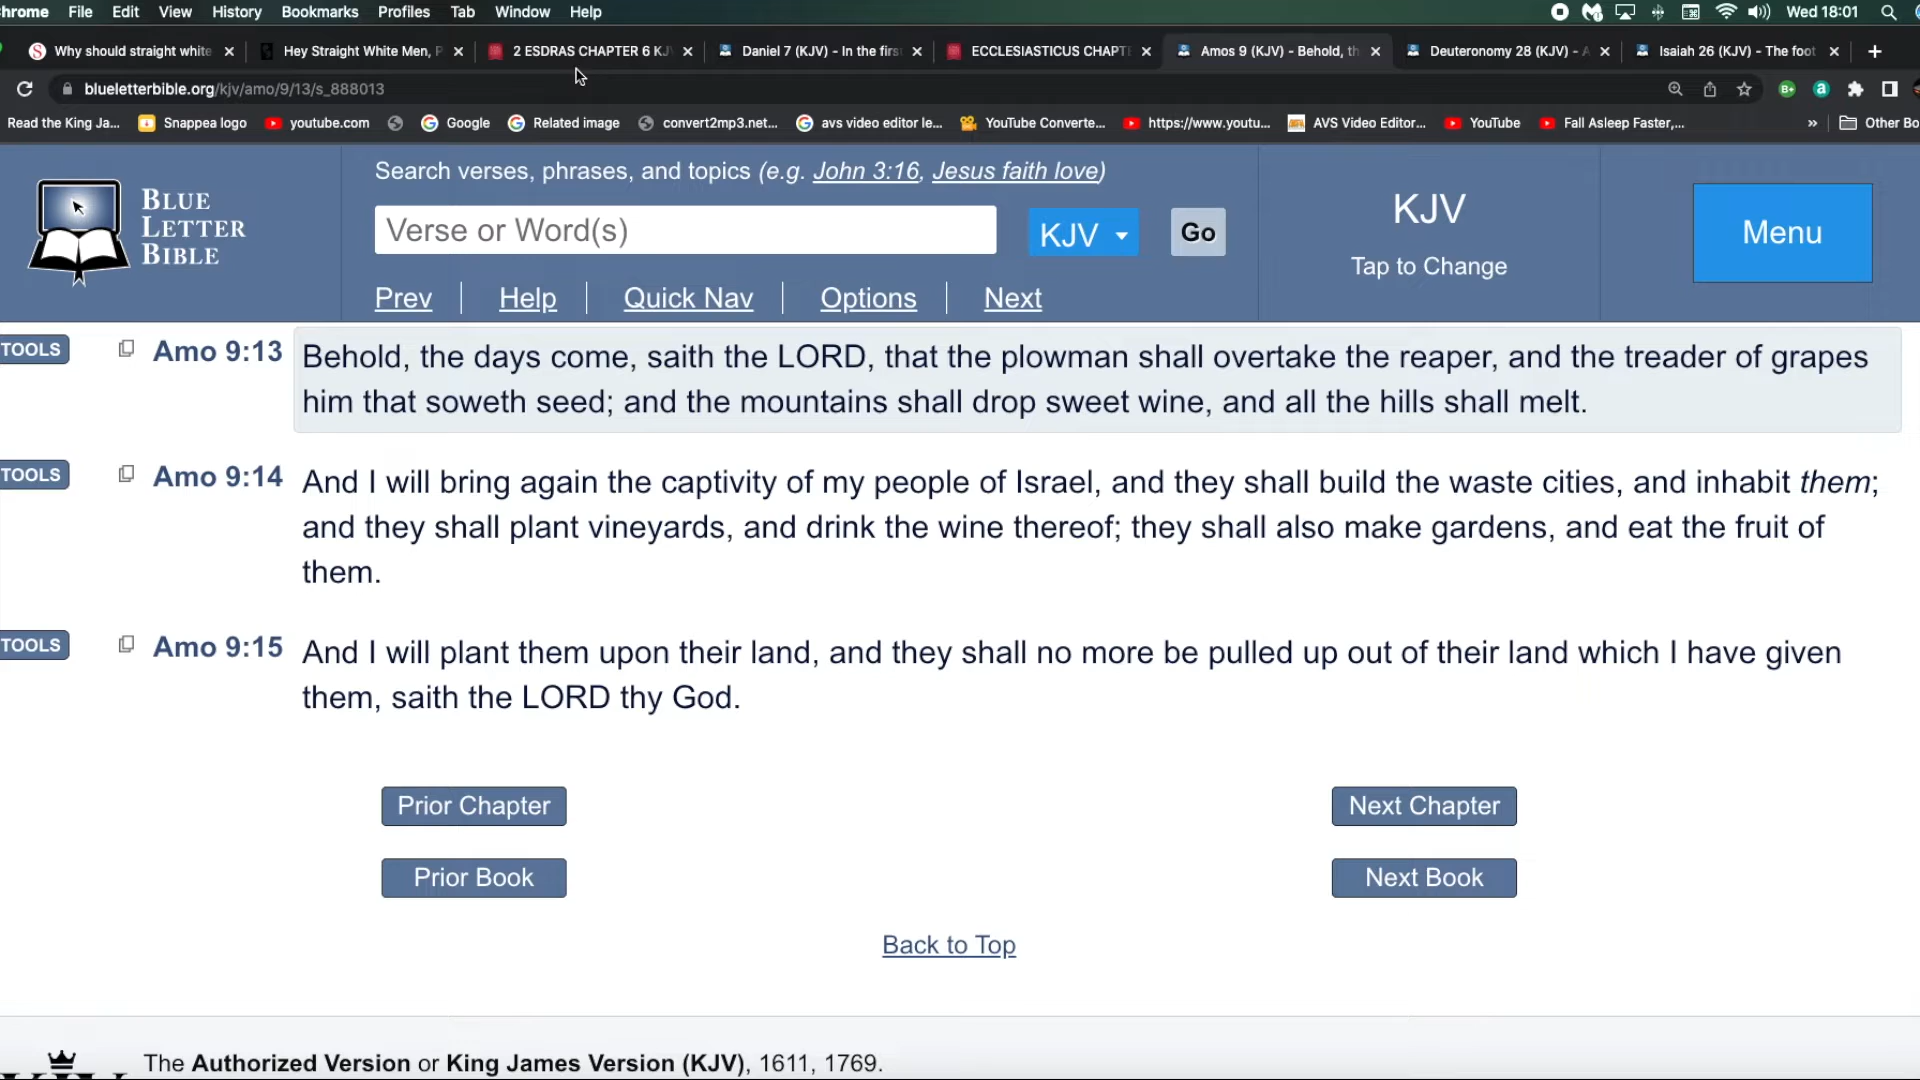 hrome File Edit View History Bookmarks Profiles Tab Window Help Wed 18:01
Why should straight white Hey Straight White Men, P 2 ESDRAS CHAPTER 6 KJ Daniel 7 (KJV) - In the firs ECCLESIASTICUS CHAPTE Amos 9 (KJV) - Behold, th Deuteronomy 28 (KJV) - A Isaiah 26 (KJV) - The foot
blueletterbible.org/kjv/amo/9/13/s_888013
Read the King Ja... Snappea logo youtube.com Google Related image convert2mp3.net... avs video editor le... YouTube Converte... https://www.youtu... AVS Video Editor... YouTube Fall Asleep Faster,... » Other Bo
Search verses, phrases, and topics (e.g. John 3:16, Jesus faith love)
BLUE LETTER BIBLE
Verse or Word(s) KJV Go
KJV
Tap to Change
Menu
Prev Help Quick Nav Options Next
TOOLS Amo 9:13 Behold, the days come, saith the LORD, that the plowman shall overtake the reaper, and the treader of grapes
him that soweth seed; and the mountains shall drop sweet wine, and all the hills shall melt.
TOOLS Amo 9:14 And I will bring again the captivity of my people of Israel, and they shall build the waste cities, and inhabit them;
and they shall plant vineyards, and drink the wine thereof; they shall also make gardens, and eat the fruit of
them.
TOOLS Amo 9:15 And I will plant them upon their land, and they shall no more be pulled up out of their land which I have given
them, saith the LORD thy God.
Prior Chapter Next Chapter
Prior Book Next Book
Back to Top
The Authorized Version or King James Version (KJV), 1611, 1769.